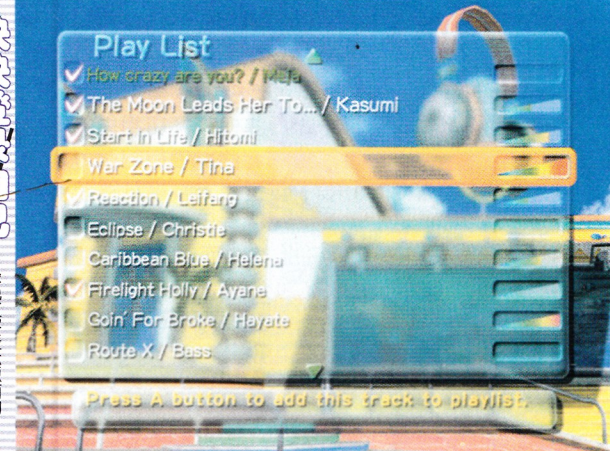 Play List
How crazy are you? / Meja
The Moon Leads Her To... / Kasumi
Start in Life / Hitomi
War Zone / Tina
Reaction / Leifang
Eclipse / Christie
Caribbean Blue / Helena
Firelight Holly / Ayane
Goin' For Broke / Hayate
Route X / Bass
Press A button to add this track to playlist.